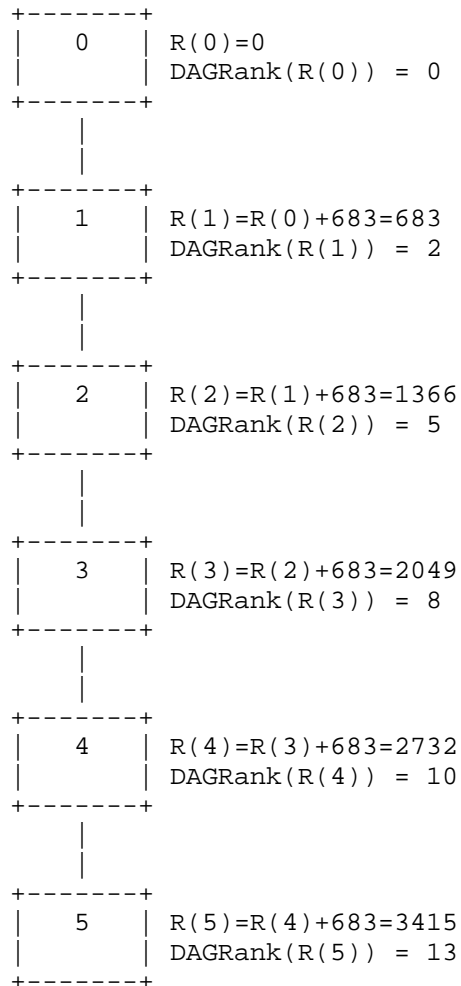 0 R(0)=0
DAGRank(R(0)) = 0
1 R(1)=R(0)+683=683
DAGRank(R(1)) = 2
2 R(2)=R(1)+683=1366
DAGRank(R(2)) = 5
3 R(3)=R(2)+683=2049
DAGRank(R(3)) = 8
4 R(4)=R(3)+683=2732
DAGRank(R(4)) = 10
5 R(5)=R(4)+683=3415
DAGRank(R(5)) = 13